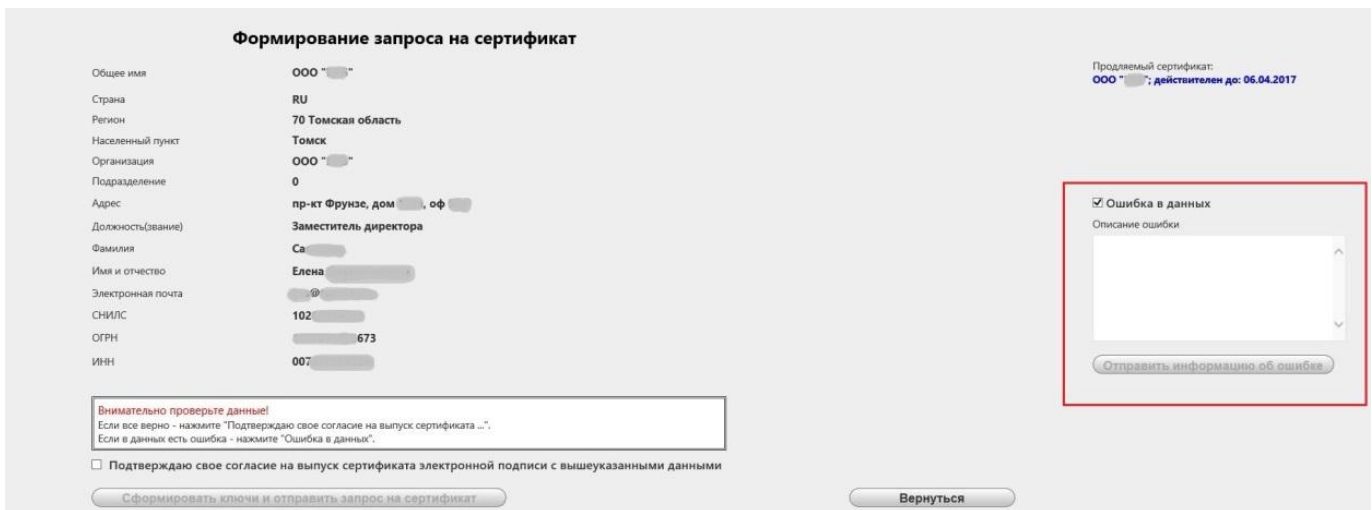 Формирование запроса на сертификат
Общее имя ООО " "
Страна RU
Регион 70 Томская область
Населенный пункт Томск
Организация ООО " "
Подразделение 0
Адрес пр-кт Фрунзе, дом , оф
Должность(звание) Заместитель директора
Фамилия Са
Имя и отчество Елена
Электронная почта @
СНИЛС 102
ОГРН 673
ИНН 007
Продляемый сертификат:
ООО " "; действителен до: 06.04.2017
Ошибка в данных
Описание ошибки
Отправить информацию об ошибке
Внимательно проверьте данные!
Если все верно - нажмите "Подтверждаю свое согласие на выпуск сертификата ...".
Если в данных есть ошибка - нажмите "Ошибка в данных".
Подтверждаю свое согласие на выпуск сертификата электронной подписи с вышеуказанными данными
Сформировать ключи и отправить запрос на сертификат
Вернуться